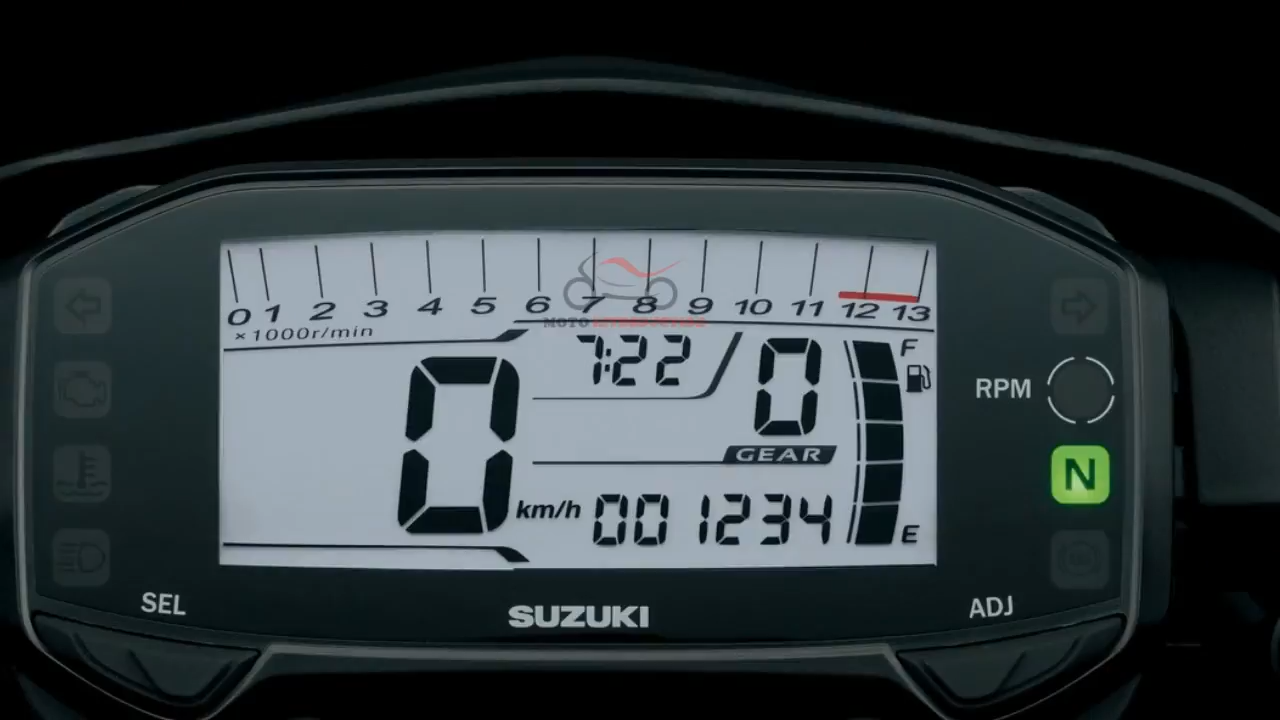 0 1 2 3 4 5 6 7 8 9 10 11 12 13
×1000r/min
MOTO
7:22
0
F
RPM
GEAR
N
0 km/h
001234
E
SEL
ADJ
SUZUKI